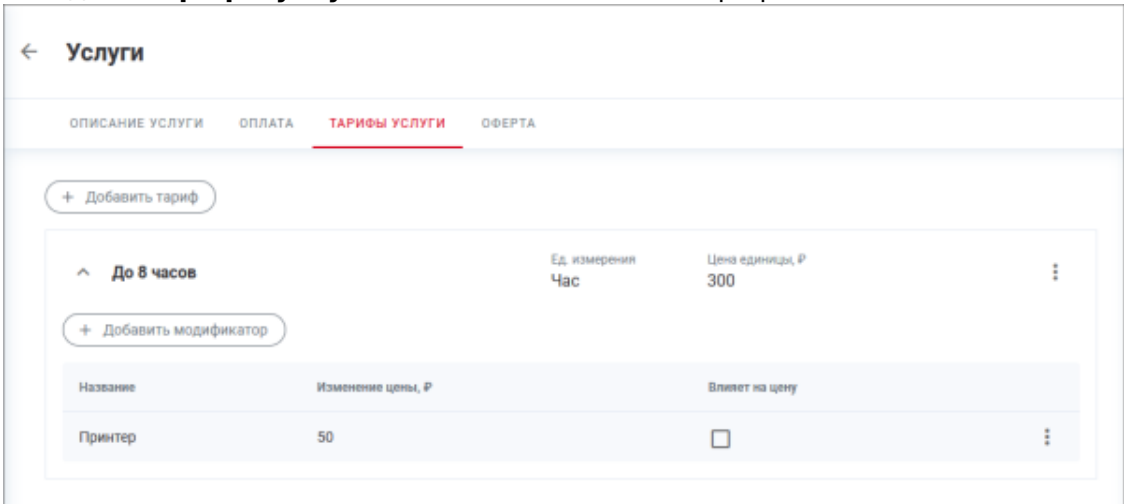 Услуги
ОПИСАНИЕ УСЛУГИ ОПЛАТА ТАРИФЫ УСЛУГИ ОФЕРТА
+ Добавить тариф
До 8 часов
Ед. измерения Цена единицы, ₽
Час 300
+ Добавить модификатор
Название Изменение цены, ₽ Влияет на цену
Принтер 50